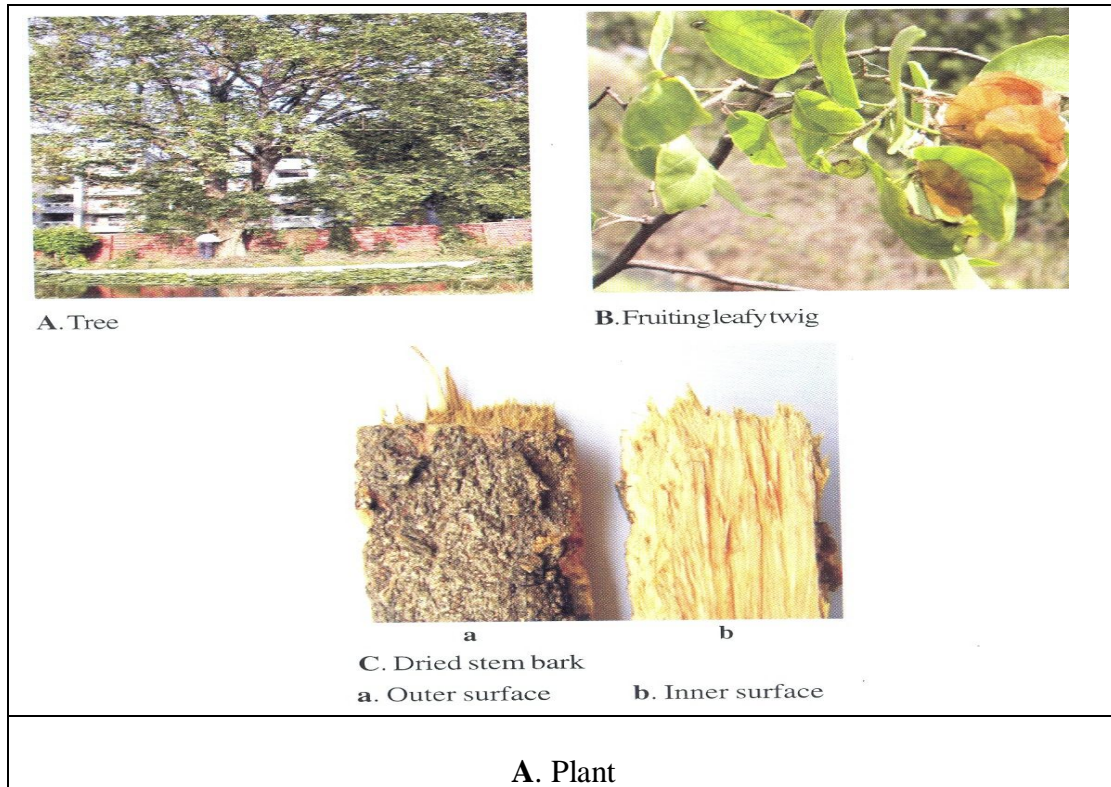 A. Tree
B. Fruiting leafy twig
a
b
C. Dried stem bark
a. Outer surface
b. Inner surface
A. Plant